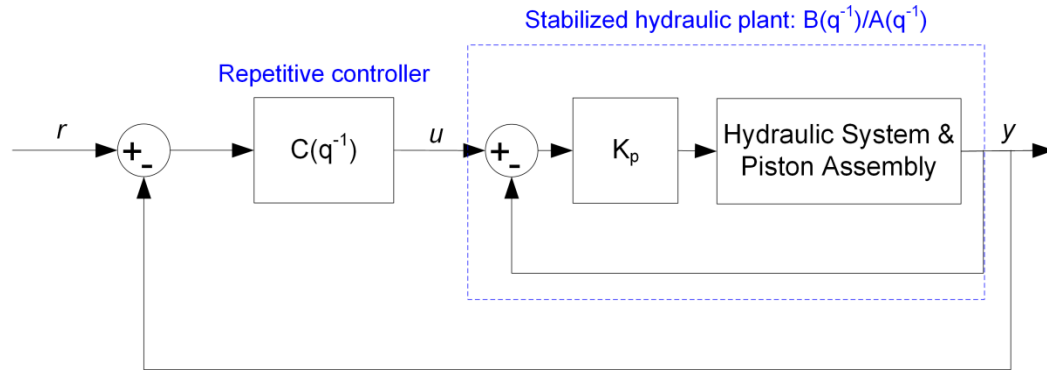 Stabilized hydraulic plant: B(q⁻¹)/A(q⁻¹)
Repetitive controller
r
+
-
C(q⁻¹)
u
+
-
Kₚ
Hydraulic System &
Piston Assembly
y